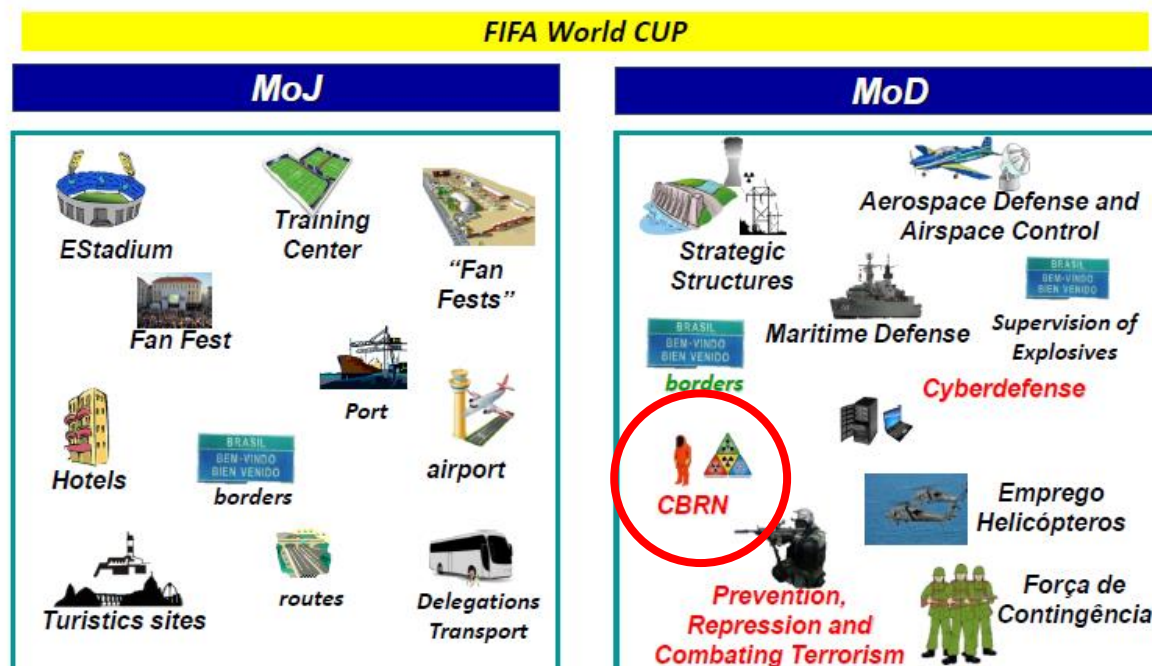 FIFA World CUP
MoJ
EStadium
Training
Center
“Fan
Fests”
Fan Fest
Port
Hotels
BRASIL
BEM-VINDO
BIEN VENIDO
borders
airport
Turistics sites
routes
Delegations
Transport
MoD
Strategic
Structures
Aerospace Defense and
Airspace Control
Maritime Defense
BRASIL
BEM-VINDO
BIEN VENIDO
Supervision of
Explosives
BRASIL
BEM-VINDO
BIEN VENIDO
borders
Cyberdefense
CBRN
Emprego
Helicópteros
Prevention,
Repression and
Combating Terrorism
Força de
Contingência